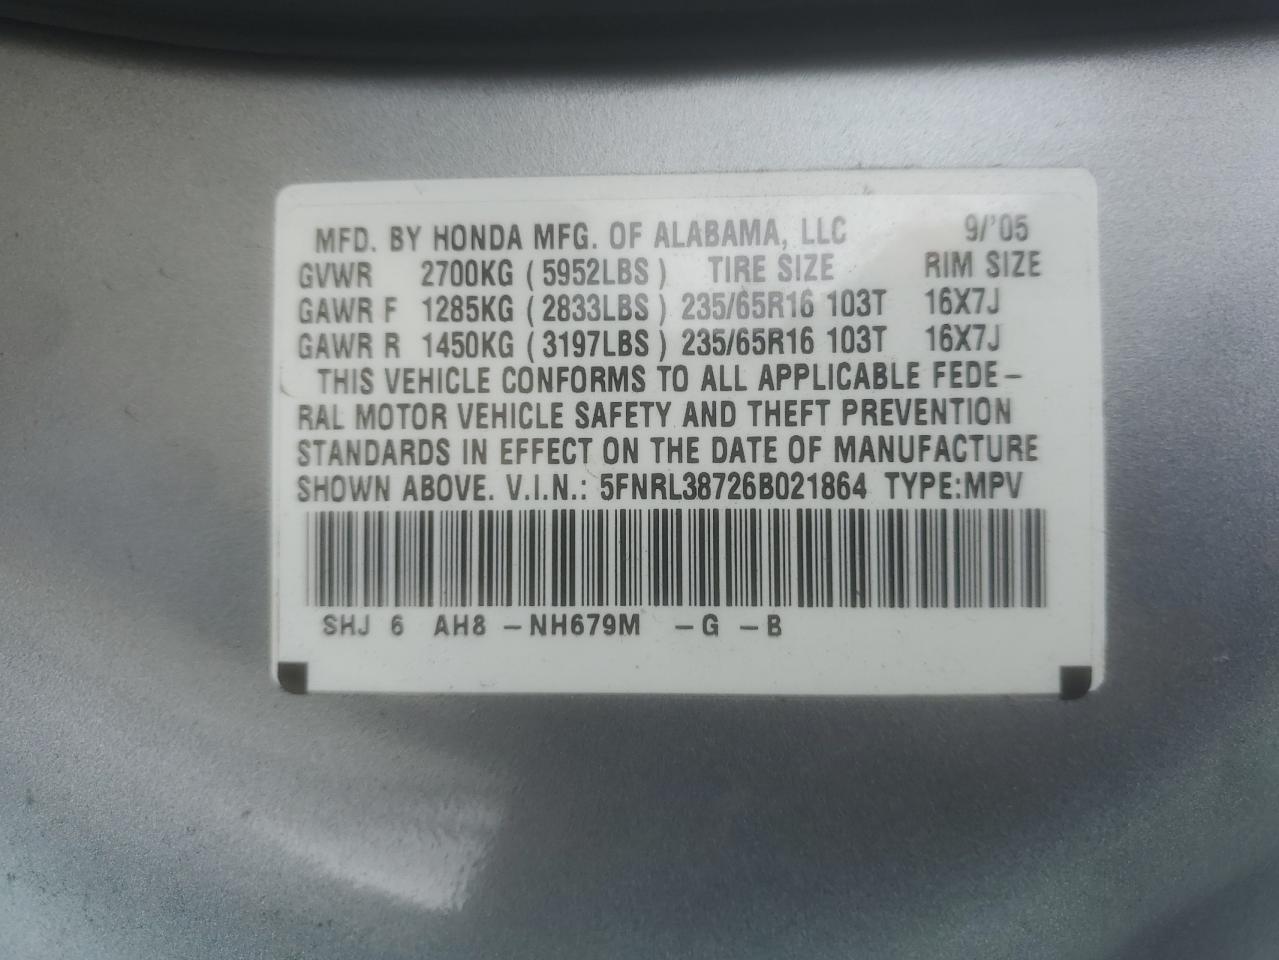 MFD. BY HONDA MFG. OF ALABAMA, LLC 9/'05
GVWR 2700KG (5952LBS) TIRE SIZE RIM SIZE
GAWR F 1285KG (2833LBS) 235/65R16 103T 16X7J
GAWR R 1450KG (3197LBS) 235/65R16 103T 16X7J
THIS VEHICLE CONFORMS TO ALL APPLICABLE FEDE-
RAL MOTOR VEHICLE SAFETY AND THEFT PREVENTION
STANDARDS IN EFFECT ON THE DATE OF MANUFACTURE
SHOWN ABOVE. V.I.N.: 5FNRL38726B021864 TYPE:MPV
SHJ 6 AH8 -NH679M -G -B